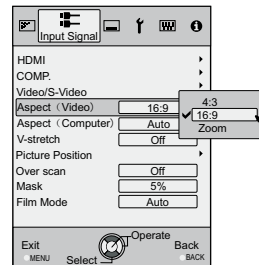 Input Signal
HDMI
COMP.
Video/S-Video
Aspect（Video） 16:9
4:3
16:9
Zoom
Aspect（Computer） Auto
V-stretch Off
Picture Position
Over scan Off
Mask 5%
Film Mode Auto
Exit Operate Back
MENU Select BACK